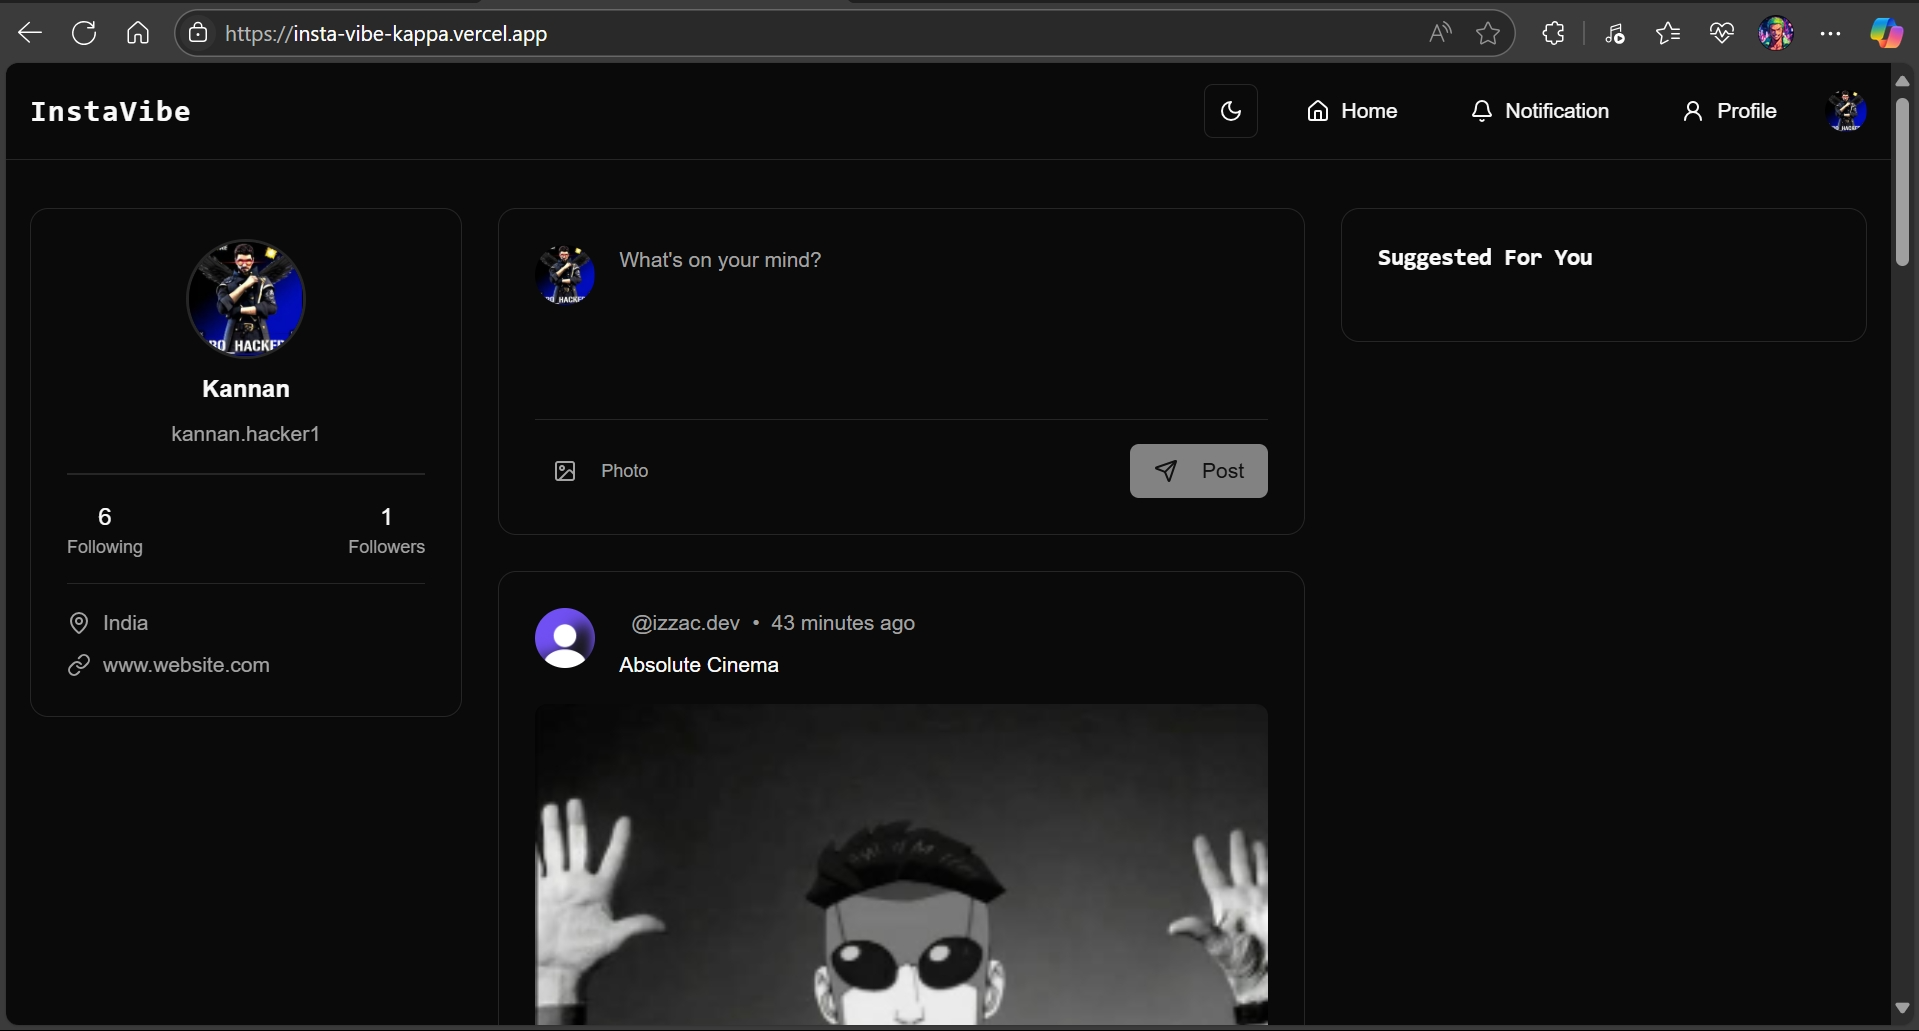 https://insta-vibe-kappa.vercel.app
InstaVibe
Home
Notification
Profile
Kannan
kannan.hacker1
6
Following
1
Followers
India
www.website.com
What's on your mind?
Photo
Post
@izzac.dev • 43 minutes ago
Absolute Cinema
Suggested For You